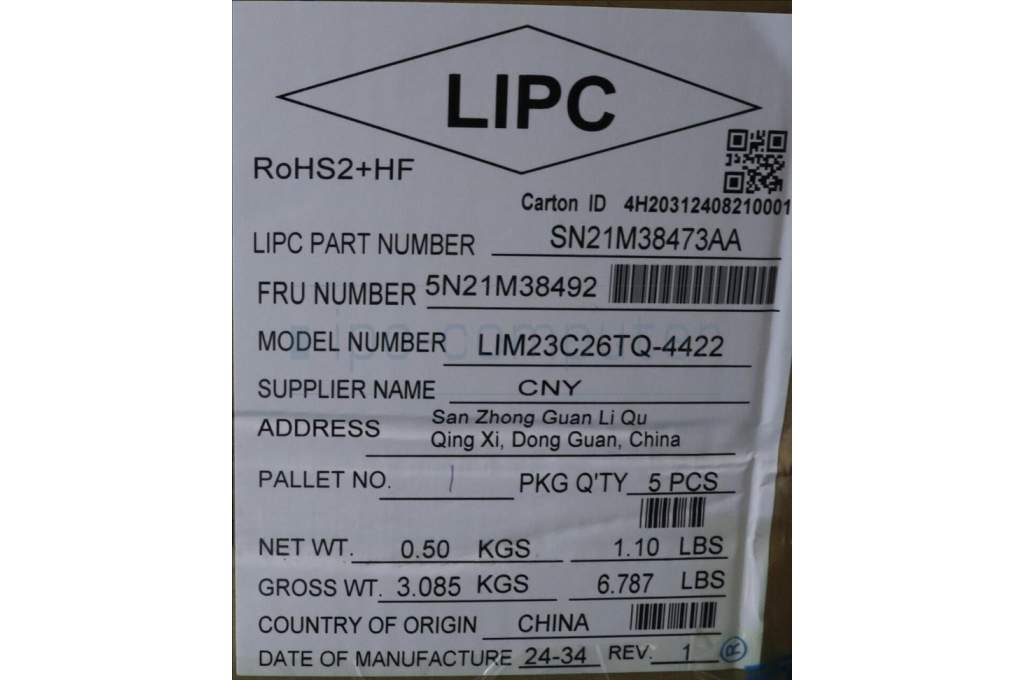 LIPC
RoHS2+HF
Carton ID 4H20312408210001
LIPC PART NUMBER SN21M38473AA
FRU NUMBER 5N21M38492
ipc computer
MODEL NUMBER LIM23C26TQ-4422
SUPPLIER NAME CNY
ADDRESS San Zhong Guan Li Qu
Qing Xi, Dong Guan, China
PALLET NO. 1 PKG Q'TY 5 PCS
NET WT. 0.50 KGS 1.10 LBS
GROSS WT. 3.085 KGS 6.787 LBS
COUNTRY OF ORIGIN CHINA
DATE OF MANUFACTURE 24-34 REV. 1 R